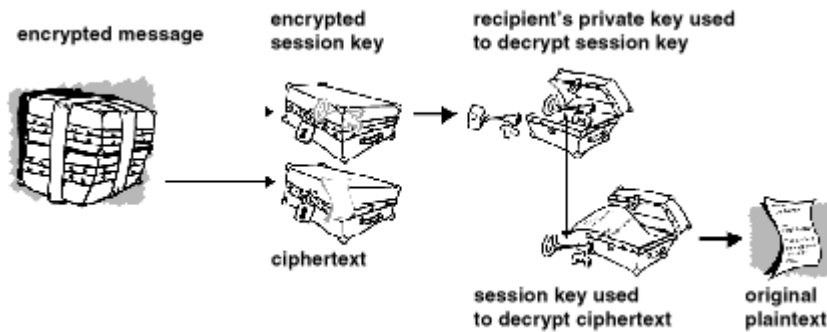 encrypted message
encrypted
session key
recipient's private key used
to decrypt session key
ciphertext
session key used
to decrypt ciphertext
original
plaintext